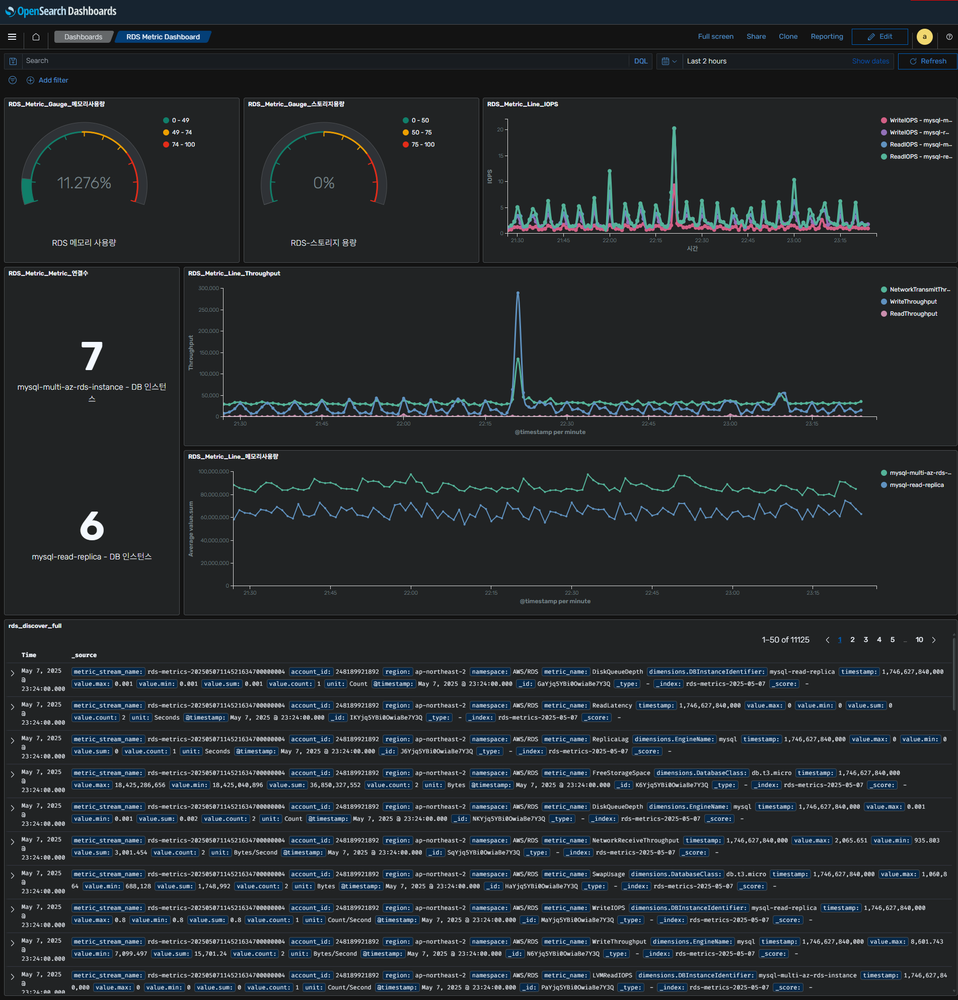 OpenSearch Dashboards
Dashboards
RDS Metric Dashboard
Full screen
Share
Clone
Reporting
Edit
a
Search
DQL
Last 2 hours
Show dates
Refresh
Add filter
RDS_Metric_Gauge_메모리사용량
0 - 49
49 - 74
74 - 100
11.276%
RDS 메모리 사용량
RDS_Metric_Gauge_스토리지용량
0 - 50
50 - 75
75 - 100
0%
RDS-스토리지 용량
RDS_Metric_Line_IOPS
WriteIOPS - mysql-m...
WriteIOPS - mysql-r...
ReadIOPS - mysql-m...
ReadIOPS - mysql-re...
IOPS
20
15
10
5
0
21:30 21:45 22:00 22:15 22:30 22:45 23:00 23:15
시간
RDS_Metric_Metric_연결수
7
mysql-multi-az-rds-instance - DB 인스턴
스
6
mysql-read-replica - DB 인스턴스
RDS_Metric_Line_Throughput
NetworkTransmitThr...
WriteThroughput
ReadThroughput
Throughput
300,000
250,000
200,000
150,000
100,000
50,000
0
21:30 21:45 22:00 22:15 22:30 22:45 23:00 23:15
@timestamp per minute
RDS_Metric_Line_메모리사용량
mysql-multi-az-rds-...
mysql-read-replica
Average value.sum
100,000,000
80,000,000
60,000,000
40,000,000
20,000,000
0
21:30 21:45 22:00 22:15 22:30 22:45 23:00 23:15
@timestamp per minute
rds_discover_full
1–50 of 11125 1 2 3 4 5 ... 10
Time _source
May 7, 2025 @ 23:24:00.000
metric_stream_name: rds-metrics-20250507114521634700000004 account_id: 248189921892 region: ap-northeast-2 namespace: AWS/RDS metric_name: DiskQueueDepth dimensions.DBInstanceIdentifier: mysql-read-replica timestamp: 1,746,627,840,000
value.max: 0.001 value.min: 0.001 value.sum: 0.001 value.count: 1 unit: Count @timestamp: May 7, 2025 @ 23:24:00.000 _id: GaYjq5YBi0OwiaBe7Y3Q _type: - _index: rds-metrics-2025-05-07 _score: -
May 7, 2025 @ 23:24:00.000
metric_stream_name: rds-metrics-20250507114521634700000004 account_id: 248189921892 region: ap-northeast-2 namespace: AWS/RDS metric_name: ReadLatency timestamp: 1,746,627,840,000 value.max: 0 value.min: 0 value.sum: 0
value.count: 2 unit: Seconds @timestamp: May 7, 2025 @ 23:24:00.000 _id: IKYjq5YBi0OwiaBe7Y3Q _type: - _index: rds-metrics-2025-05-07 _score: -
May 7, 2025 @ 23:24:00.000
metric_stream_name: rds-metrics-20250507114521634700000004 account_id: 248189921892 region: ap-northeast-2 namespace: AWS/RDS metric_name: ReplicaLag dimensions.EngineName: mysql timestamp: 1,746,627,840,000 value.max: 0 value.min: 0
value.sum: 0 value.count: 1 unit: Seconds @timestamp: May 7, 2025 @ 23:24:00.000 _id: J6Yjq5YBi0OwiaBe7Y3Q _type: - _index: rds-metrics-2025-05-07 _score: -
May 7, 2025 @ 23:24:00.000
metric_stream_name: rds-metrics-20250507114521634700000004 account_id: 248189921892 region: ap-northeast-2 namespace: AWS/RDS metric_name: FreeStorageSpace dimensions.DatabaseClass: db.t3.micro timestamp: 1,746,627,840,000
value.max: 18,425,286,656 value.min: 18,425,040,896 value.sum: 36,850,327,552 value.count: 2 unit: Bytes @timestamp: May 7, 2025 @ 23:24:00.000 _id: K6Yjq5YBi0OwiaBe7Y3Q _type: - _index: rds-metrics-2025-05-07 _score: -
May 7, 2025 @ 23:24:00.000
metric_stream_name: rds-metrics-20250507114521634700000004 account_id: 248189921892 region: ap-northeast-2 namespace: AWS/RDS metric_name: DiskQueueDepth dimensions.EngineName: mysql timestamp: 1,746,627,840,000 value.max: 0.001
value.min: 0.001 value.sum: 0.002 value.count: 2 unit: Count @timestamp: May 7, 2025 @ 23:24:00.000 _id: NKYjq5YBi0OwiaBe7Y3Q _type: - _index: rds-metrics-2025-05-07 _score: -
May 7, 2025 @ 23:24:00.000
metric_stream_name: rds-metrics-20250507114521634700000004 account_id: 248189921892 region: ap-northeast-2 namespace: AWS/RDS metric_name: NetworkReceiveThroughput timestamp: 1,746,627,840,000 value.max: 2,065.651 value.min: 935.803
value.sum: 3,001.454 value.count: 2 unit: Bytes/Second @timestamp: May 7, 2025 @ 23:24:00.000 _id: SqYjq5YBi0OwiaBe7Y3Q _type: - _index: rds-metrics-2025-05-07 _score: -
May 7, 2025 @ 23:24:00.000
metric_stream_name: rds-metrics-20250507114521634700000004 account_id: 248189921892 region: ap-northeast-2 namespace: AWS/RDS metric_name: SwapUsage dimensions.DatabaseClass: db.t3.micro timestamp: 1,746,627,840,000 value.max: 1,060,8
64 value.min: 688,128 value.sum: 1,748,992 value.count: 2 unit: Bytes @timestamp: May 7, 2025 @ 23:24:00.000 _id: HaYjq5YBi0OwiaBe7Y3Q _type: - _index: rds-metrics-2025-05-07 _score: -
May 7, 2025 @ 23:24:00.000
metric_stream_name: rds-metrics-20250507114521634700000004 account_id: 248189921892 region: ap-northeast-2 namespace: AWS/RDS metric_name: WriteIOPS dimensions.DBInstanceIdentifier: mysql-read-replica timestamp: 1,746,627,840,000
value.max: 0.8 value.min: 0.8 value.sum: 0.8 value.count: 1 unit: Count/Second @timestamp: May 7, 2025 @ 23:24:00.000 _id: MaYjq5YBi0OwiaBe7Y3Q _type: - _index: rds-metrics-2025-05-07 _score: -
May 7, 2025 @ 23:24:00.000
metric_stream_name: rds-metrics-20250507114521634700000004 account_id: 248189921892 region: ap-northeast-2 namespace: AWS/RDS metric_name: WriteThroughput dimensions.EngineName: mysql timestamp: 1,746,627,840,000 value.max: 8,601.743
value.min: 7,099.497 value.sum: 15,701.24 value.count: 2 unit: Bytes/Second @timestamp: May 7, 2025 @ 23:24:00.000 _id: N6Yjq5YBi0OwiaBe7Y3Q _type: - _index: rds-metrics-2025-05-07 _score: -
May 7, 2025 @ 23:24:00.000
metric_stream_name: rds-metrics-20250507114521634700000004 account_id: 248189921892 region: ap-northeast-2 namespace: AWS/RDS metric_name: LVMReadIOPS dimensions.DBInstanceIdentifier: mysql-multi-az-rds-instance timestamp: 1,746,627,84
0,000 value.max: 0 value.min: 0 value.sum: 0 value.count: 1 unit: Count/Second @timestamp: May 7, 2025 @ 23:24:00.000 _id: PaYjq5YBi0OwiaBe7Y3Q _type: - _index: rds-metrics-2025-05-07 _score: -